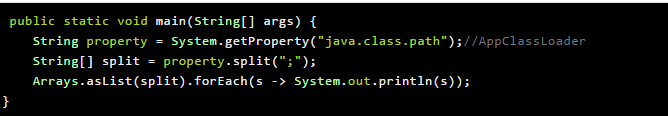 public static void main(String[] args) {
String property = System.getProperty("java.class.path");//AppClassLoader
String[] split = property.split(";");
Arrays.asList(split).forEach(s -> System.out.println(s));
}